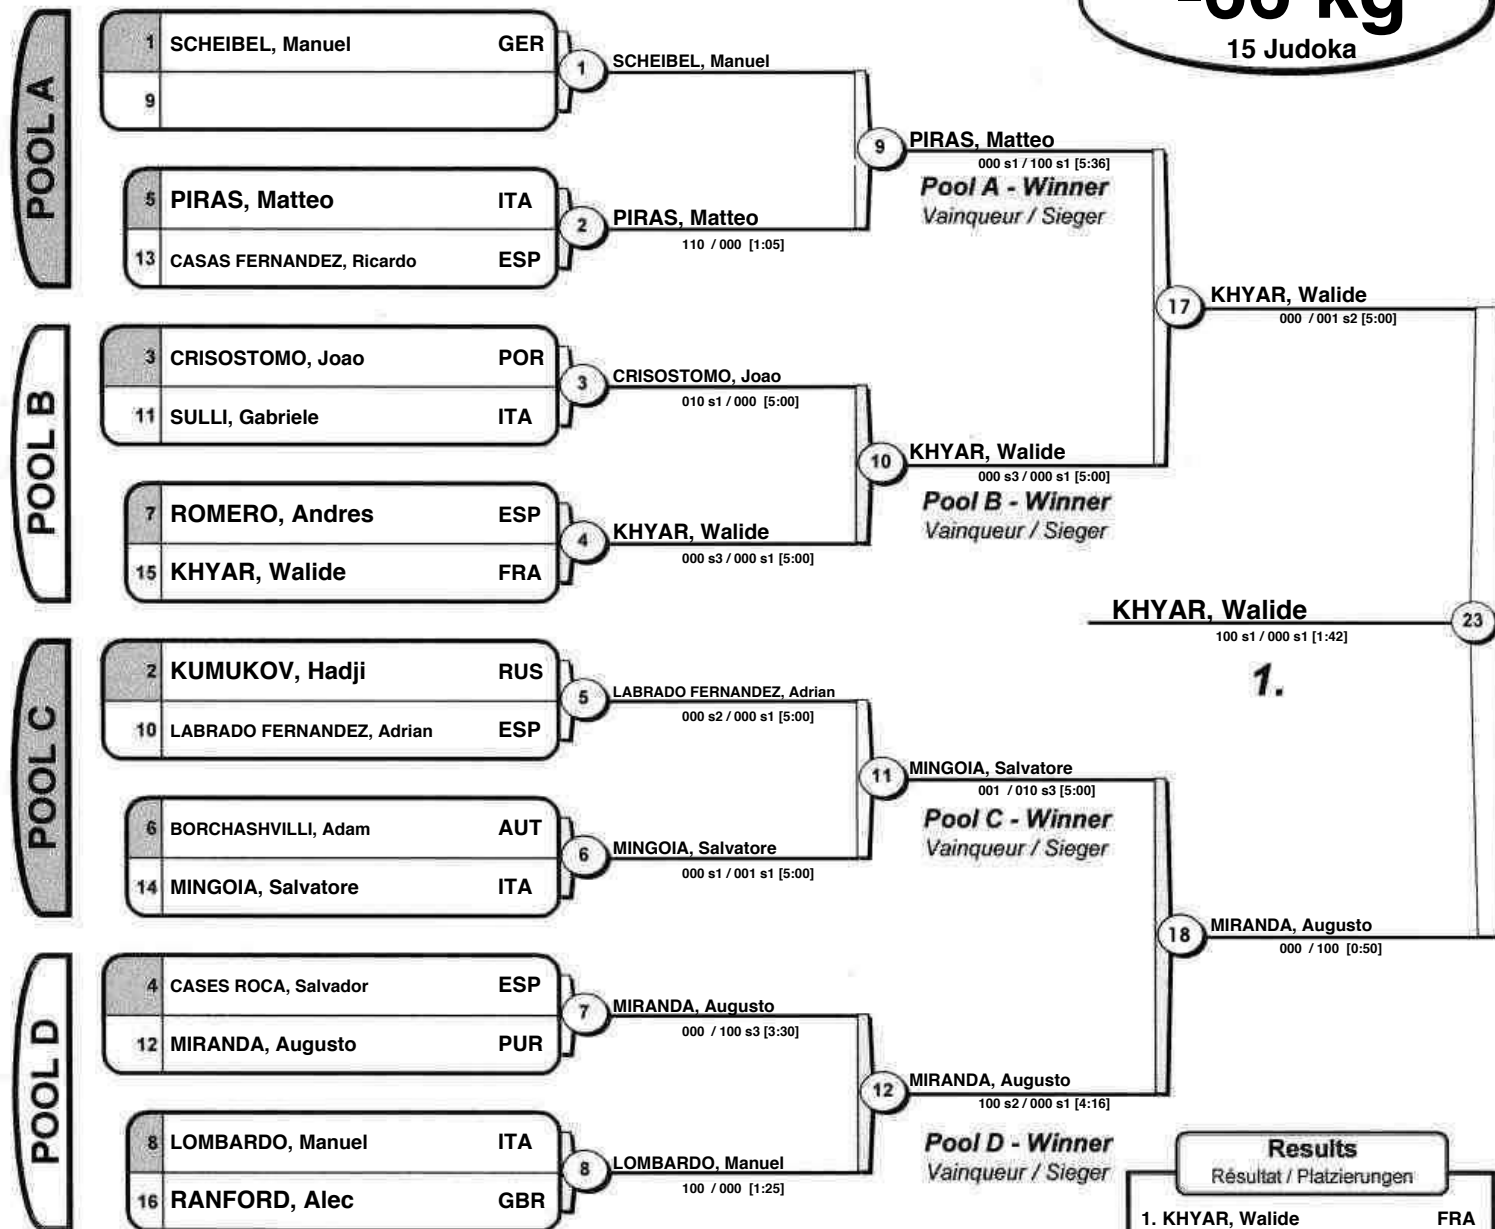 -60 kg
15 Judoka
POOL A
1 SCHEIBEL, Manuel GER
9
1
SCHEIBEL, Manuel
5 PIRAS, Matteo ITA
13 CASAS FERNANDEZ, Ricardo ESP
2
PIRAS, Matteo
110 / 000 [1:05]
9
PIRAS, Matteo
000 s1 / 100 s1 [5:36]
Pool A - Winner
Vainqueur / Sieger
POOL B
3 CRISOSTOMO, Joao POR
11 SULLI, Gabriele ITA
3
CRISOSTOMO, Joao
010 s1 / 000 [5:00]
7 ROMERO, Andres ESP
15 KHYAR, Walide FRA
4
KHYAR, Walide
000 s3 / 000 s1 [5:00]
10
KHYAR, Walide
000 s3 / 000 s1 [5:00]
Pool B - Winner
Vainqueur / Sieger
17
KHYAR, Walide
000 / 001 s2 [5:00]
KHYAR, Walide
23
100 s1 / 000 s1 [1:42]
1.
POOL C
2 KUMUKOV, Hadji RUS
10 LABRADO FERNANDEZ, Adrian ESP
5
LABRADO FERNANDEZ, Adrian
000 s2 / 000 s1 [5:00]
6 BORCHASHVILLI, Adam AUT
14 MINGOIA, Salvatore ITA
6
MINGOIA, Salvatore
000 s1 / 001 s1 [5:00]
11
MINGOIA, Salvatore
001 / 010 s3 [5:00]
Pool C - Winner
Vainqueur / Sieger
POOL D
4 CASES ROCA, Salvador ESP
12 MIRANDA, Augusto PUR
7
MIRANDA, Augusto
000 / 100 s3 [3:30]
8 LOMBARDO, Manuel ITA
16 RANFORD, Alec GBR
8
LOMBARDO, Manuel
100 / 000 [1:25]
12
MIRANDA, Augusto
100 s2 / 000 s1 [4:16]
Pool D - Winner
Vainqueur / Sieger
18
MIRANDA, Augusto
000 / 100 [0:50]
Results
Résultat / Platzierungen
1. KHYAR, Walide FRA